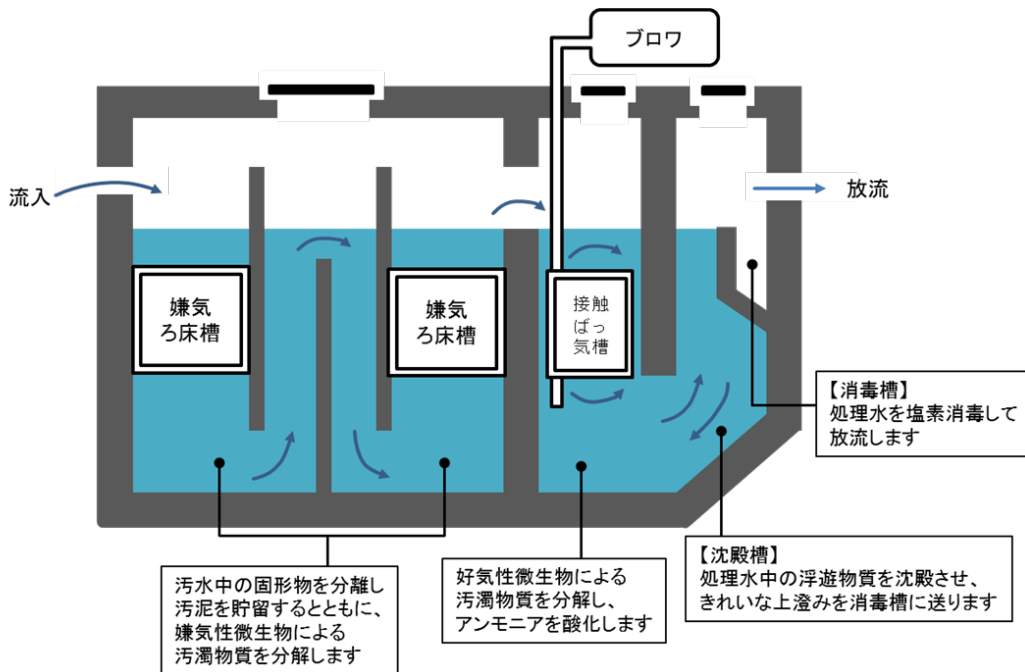 ブロワ
流入
放流
嫌気
ろ床槽
嫌気
ろ床槽
接触
ばっ
気槽
【消毒槽】
処理水を塩素消毒して
放流します
【沈殿槽】
処理水中の浮遊物質を沈殿させ、
きれいな上澄みを消毒槽に送ります
汚水中の固形物を分離し
汚泥を貯留するとともに、
嫌気性微生物による
汚濁物質を分解します
好気性微生物による
汚濁物質を分解し、
アンモニアを酸化します